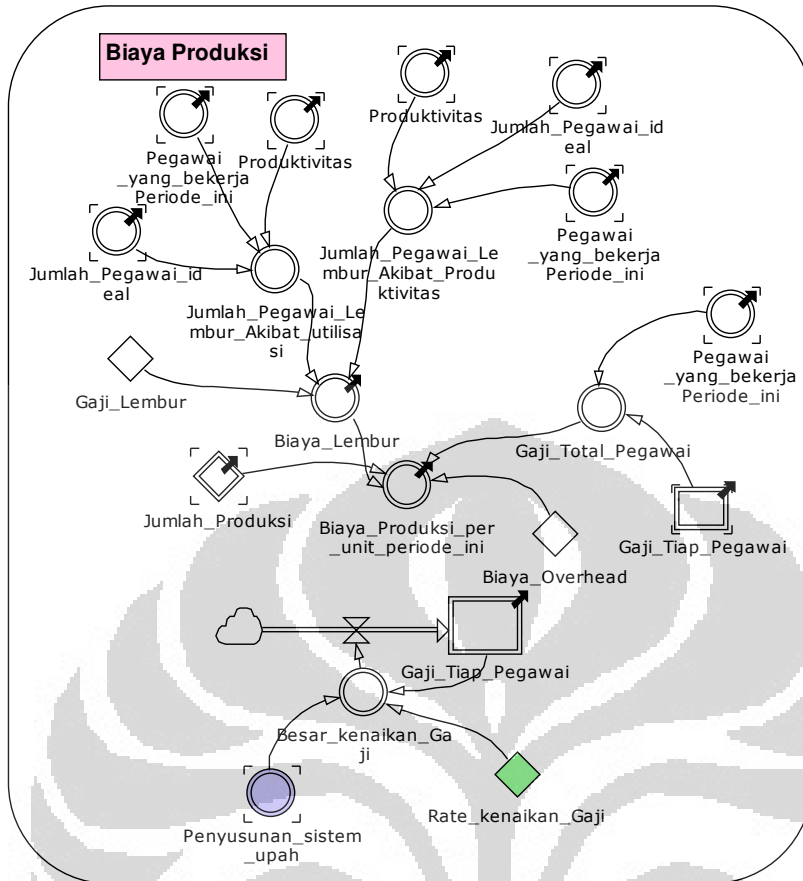 Biaya Produksi
Produktivitas
Jumlah_Pegawai_id
eal
Pegawai
_yang_bekerja
Periode_ini
Produktivitas
Jumlah_Pegawai_id
eal
Jumlah_Pegawai_Le
mbur_Akibat_Produ
ktivitas
Pegawai
_yang_bekerja
Periode_ini
Jumlah_Pegawai_Le
mbur_Akibat_utilisa
si
Pegawai
_yang_bekerja
Periode_ini
Gaji_Lembur
Biaya_Lembur
Gaji_Total_Pegawai
Jumlah_Produksi
Biaya_Produksi_per
_unit_periode_ini
Gaji_Tiap_Pegawai
Biaya_Overhead
Gaji_Tiap_Pegawai
Besar_kenaikan_Ga
ji
Rate_kenaikan_Gaji
Penyusunan_sistem
_upah